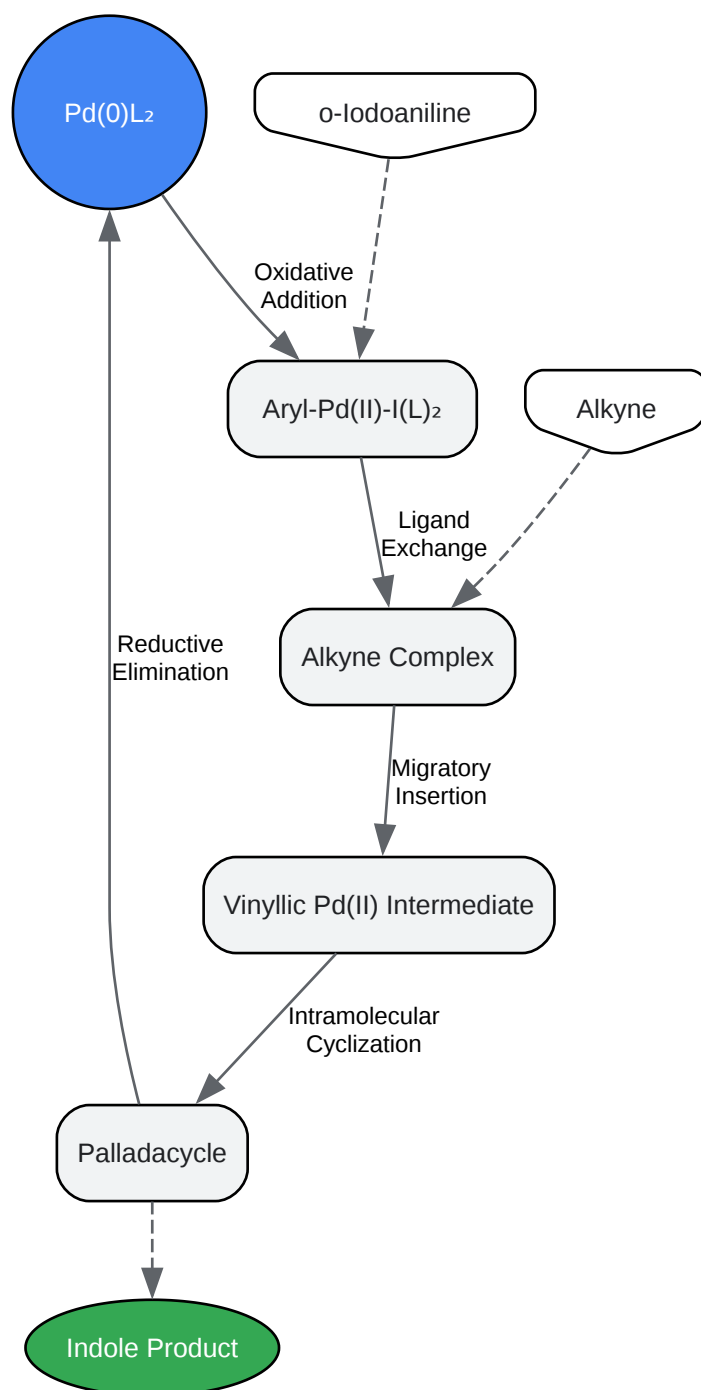 Pd(0)L₂
o-Iodoaniline
Oxidative
Addition
Aryl-Pd(II)-I(L)₂
Alkyne
Ligand
Exchange
Alkyne Complex
Reductive
Elimination
Migratory
Insertion
Vinyllic Pd(II) Intermediate
Intramolecular
Cyclization
Palladacycle
Indole Product